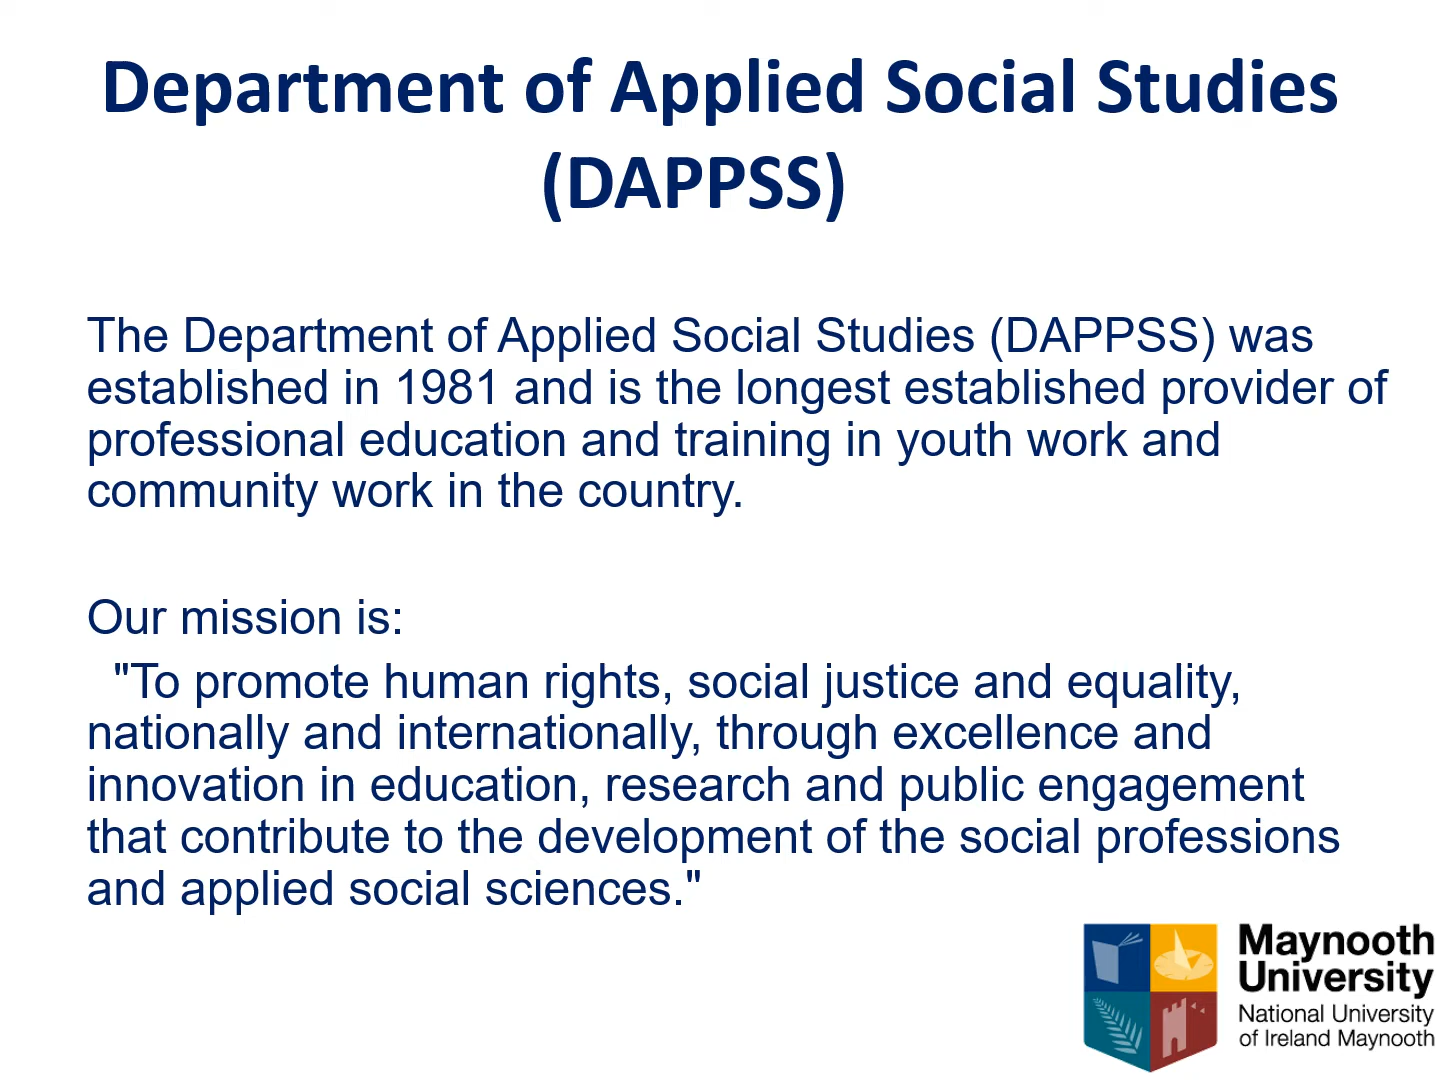 Department of Applied Social Studies
(DAPPSS)
The Department of Applied Social Studies (DAPPSS) was
established in 1981 and is the longest established provider of
professional education and training in youth work and
community work in the country.
Our mission is:
"To promote human rights, social justice and equality,
nationally and internationally, through excellence and
innovation in education, research and public engagement
that contribute to the development of the social professions
and applied social sciences."
Maynooth
University
National University
of Ireland Maynooth